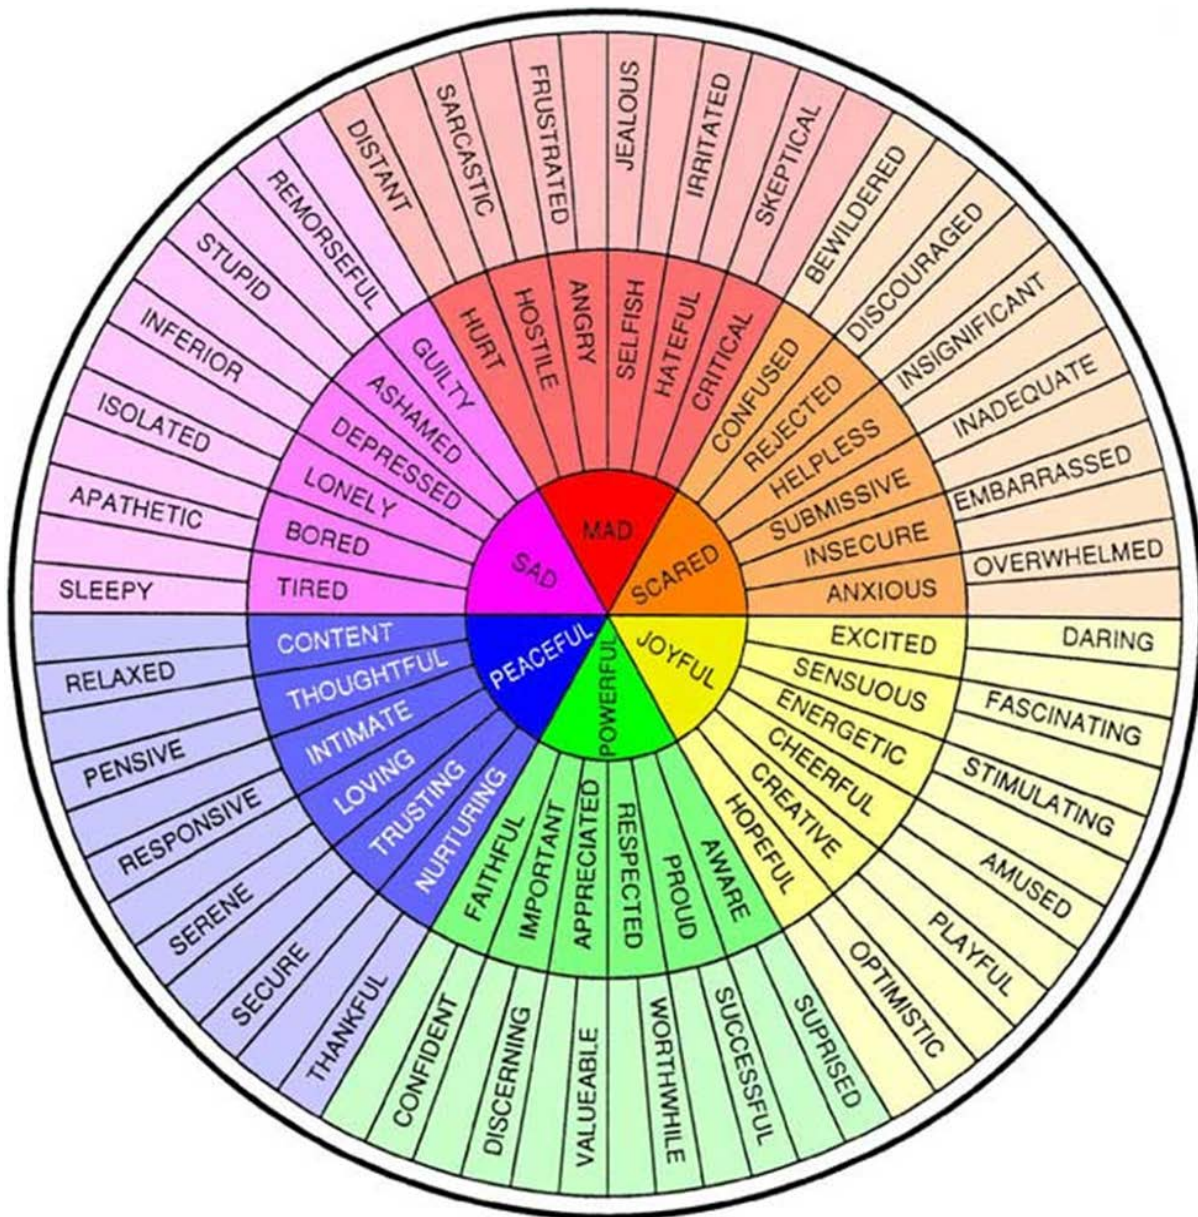 MAD
SCARED
JOYFUL
POWERFUL
PEACEFUL
SAD
HURT
HOSTILE
ANGRY
SELFISH
HATEFUL
CRITICAL
CONFUSED
REJECTED
HELPLESS
SUBMISSIVE
INSECURE
ANXIOUS
EXCITED
SENSUOUS
ENERGETIC
CHEERFUL
CREATIVE
HOPEFUL
AWARE
PROUD
RESPECTED
APPRECIATED
IMPORTANT
FAITHFUL
NURTURING
TRUSTING
LOVING
INTIMATE
THOUGHTFUL
CONTENT
TIRED
BORED
LONELY
DEPRESSED
ASHAMED
GUILTY
DISTANT
SARCASTIC
FRUSTRATED
JEALOUS
IRRITATED
SKEPTICAL
BEWILDERED
DISCOURAGED
INSIGNIFICANT
INADEQUATE
EMBARRASSED
OVERWHELMED
DARING
FASCINATING
STIMULATING
AMUSED
PLAYFUL
OPTIMISTIC
SUPRISED
SUCCESSFUL
WORTHWHILE
VALUEABLE
DISCERNING
CONFIDENT
THANKFUL
SECURE
SERENE
RESPONSIVE
PENSIVE
RELAXED
SLEEPY
APATHETIC
ISOLATED
INFERIOR
STUPID
REMORSEFUL